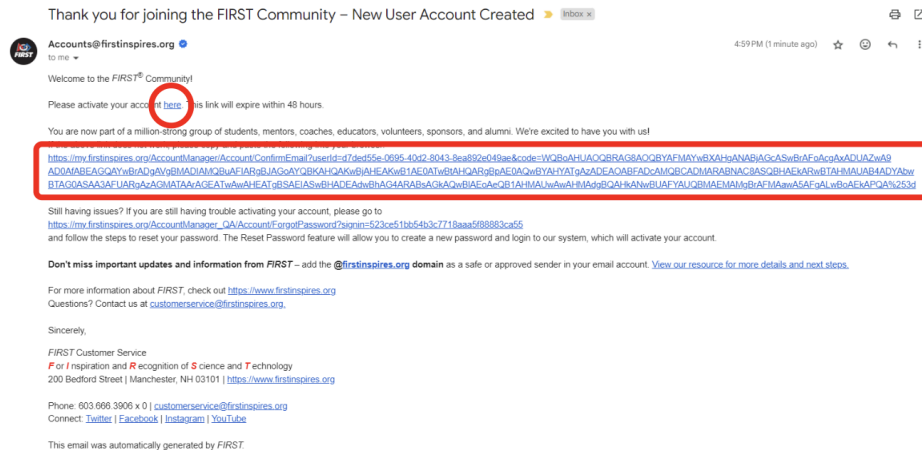 Thank you for joining the FIRST Community – New User Account Created Inbox ×
FIRST
Accounts@firstinspires.org
4:59 PM (1 minute ago)
to me
Welcome to the FIRST® Community!
Please activate your account here. This link will expire within 48 hours.
You are now part of a million-strong group of students, mentors, coaches, educators, volunteers, sponsors, and alumni. We're excited to have you with us!
https://my.firstinspires.org/AccountManager/Account/ConfirmEmail?userId=d7ded55e-0695-40d2-8043-8ea892e049ae&code=WQBoAHUAOQBRAG8AOQBYAFMAYwBXAHgANABjAGcASwBrAFoAcgAxADUAZwA9
AD0AfABEAGQAYwBrADgAVgBMADIAMQBuAFIARgBJAGoAYQBKAHQAKwBjAHEAKwB1AE0ATwBtAHQARgBpAE0AQwBYAHYATgAzADEAOABFADcAMQBCADMARABNAC8ASQBHAEkARwBTAHMAUAB4ADYAbw
BTAG0ASAA3AFUARgAzAGMATAArAGEATwAwAHEATgBSAEIASwBHADEAdwBhAG4ARABsAGkAQwBIAEoAeQB1AHMAUwAwAHMAdgBQAHkANwBUAFYAUQBMAEMAMgBrAFMAawA5AFgALwBoAEkAPQA%253d
Still having issues? If you are still having trouble activating your account, please go to
https://my.firstinspires.org/AccountManager_QA/Account/ForgotPassword?signin=523ce51bb54b3c7718aaa5f88883ca55
and follow the steps to reset your password. The Reset Password feature will allow you to create a new password and login to our system, which will activate your account.
Don't miss important updates and information from FIRST – add the @firstinspires.org domain as a safe or approved sender in your email account. View our resource for more details and next steps.
For more information about FIRST, check out https://www.firstinspires.org
Questions? Contact us at customerservice@firstinspires.org.
Sincerely,
FIRST Customer Service
F or I nspiration and R ecognition of S cience and T echnology
200 Bedford Street | Manchester, NH 03101 | https://www.firstinspires.org
Phone: 603.666.3906 x 0 | customerservice@firstinspires.org
Connect: Twitter | Facebook | Instagram | YouTube
This email was automatically generated by FIRST.